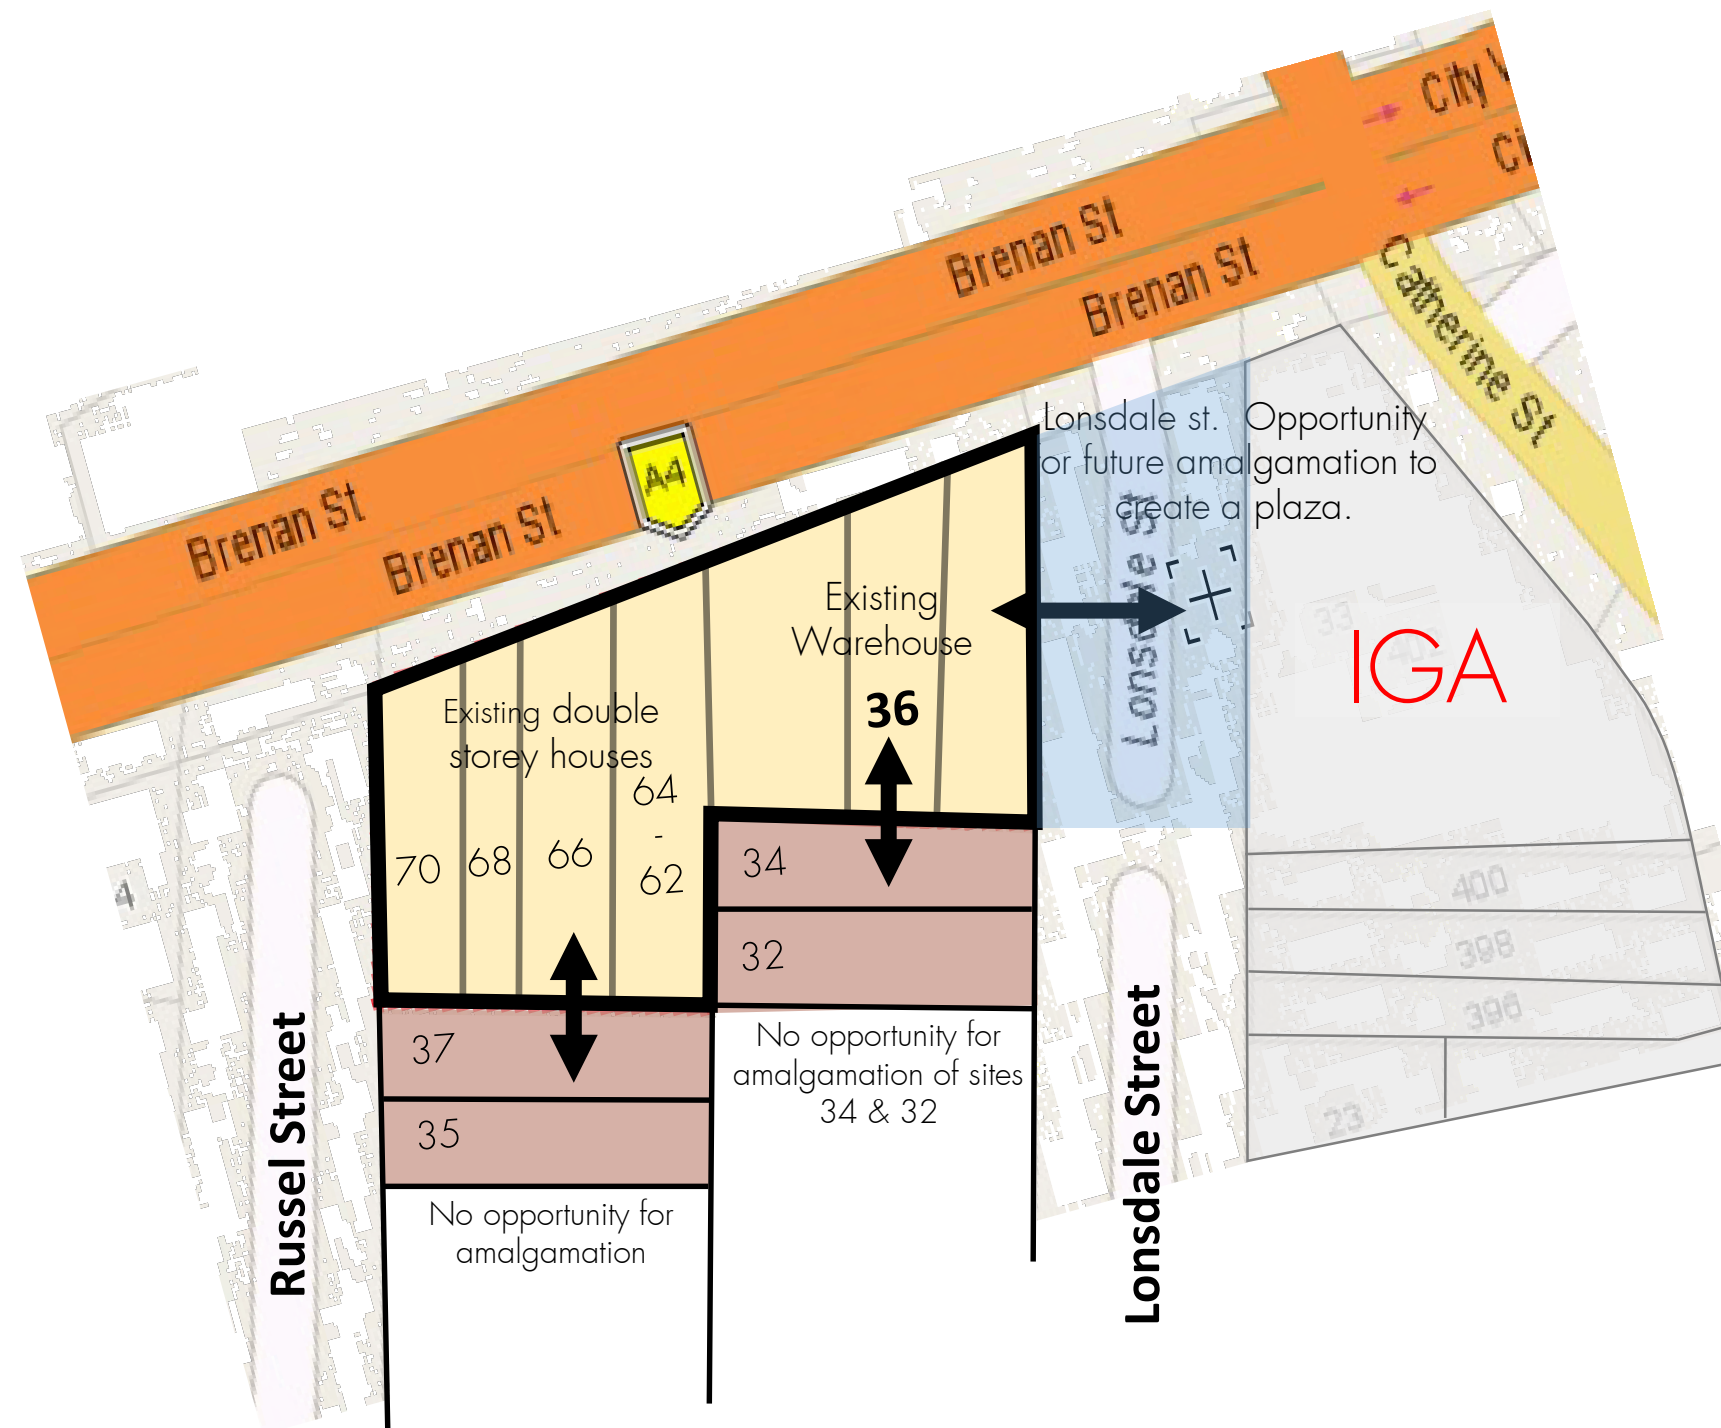 City
Brenan St
Brenan St
Catherine St
A4
Brenan St
Brenan St
Lonsdale st. Opportunity
or future amalgamation to
create a plaza.
Lonsdale St
Existing
Warehouse
36
33
402
IGA
Existing double
storey houses
64
-
62
70
68
66
34
32
4
400
398
396
23
37
35
No opportunity for
amalgamation of sites
34 & 32
No opportunity for
amalgamation
Russel Street
Lonsdale Street